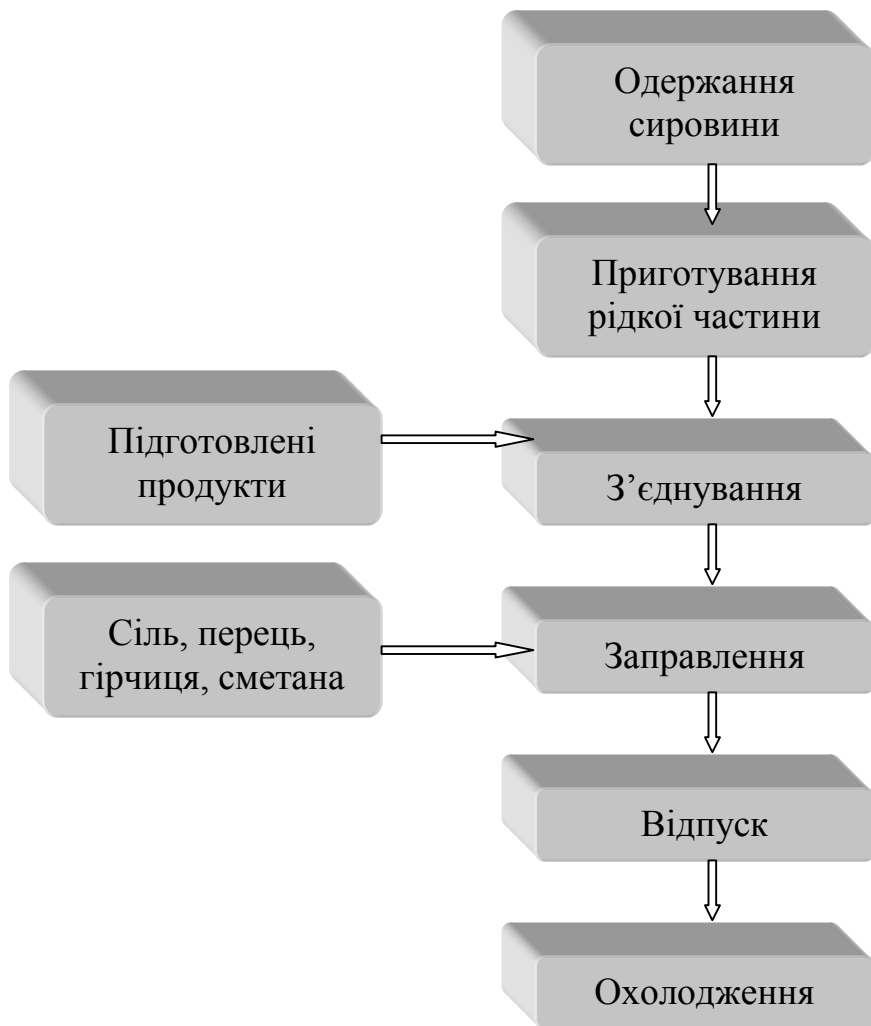 Одержання
сировини
Приготування
рідкої частини
Підготовлені
продукти
З’єднування
Сіль, перець,
гірчиця, сметана
Заправлення
Відпуск
Охолодження